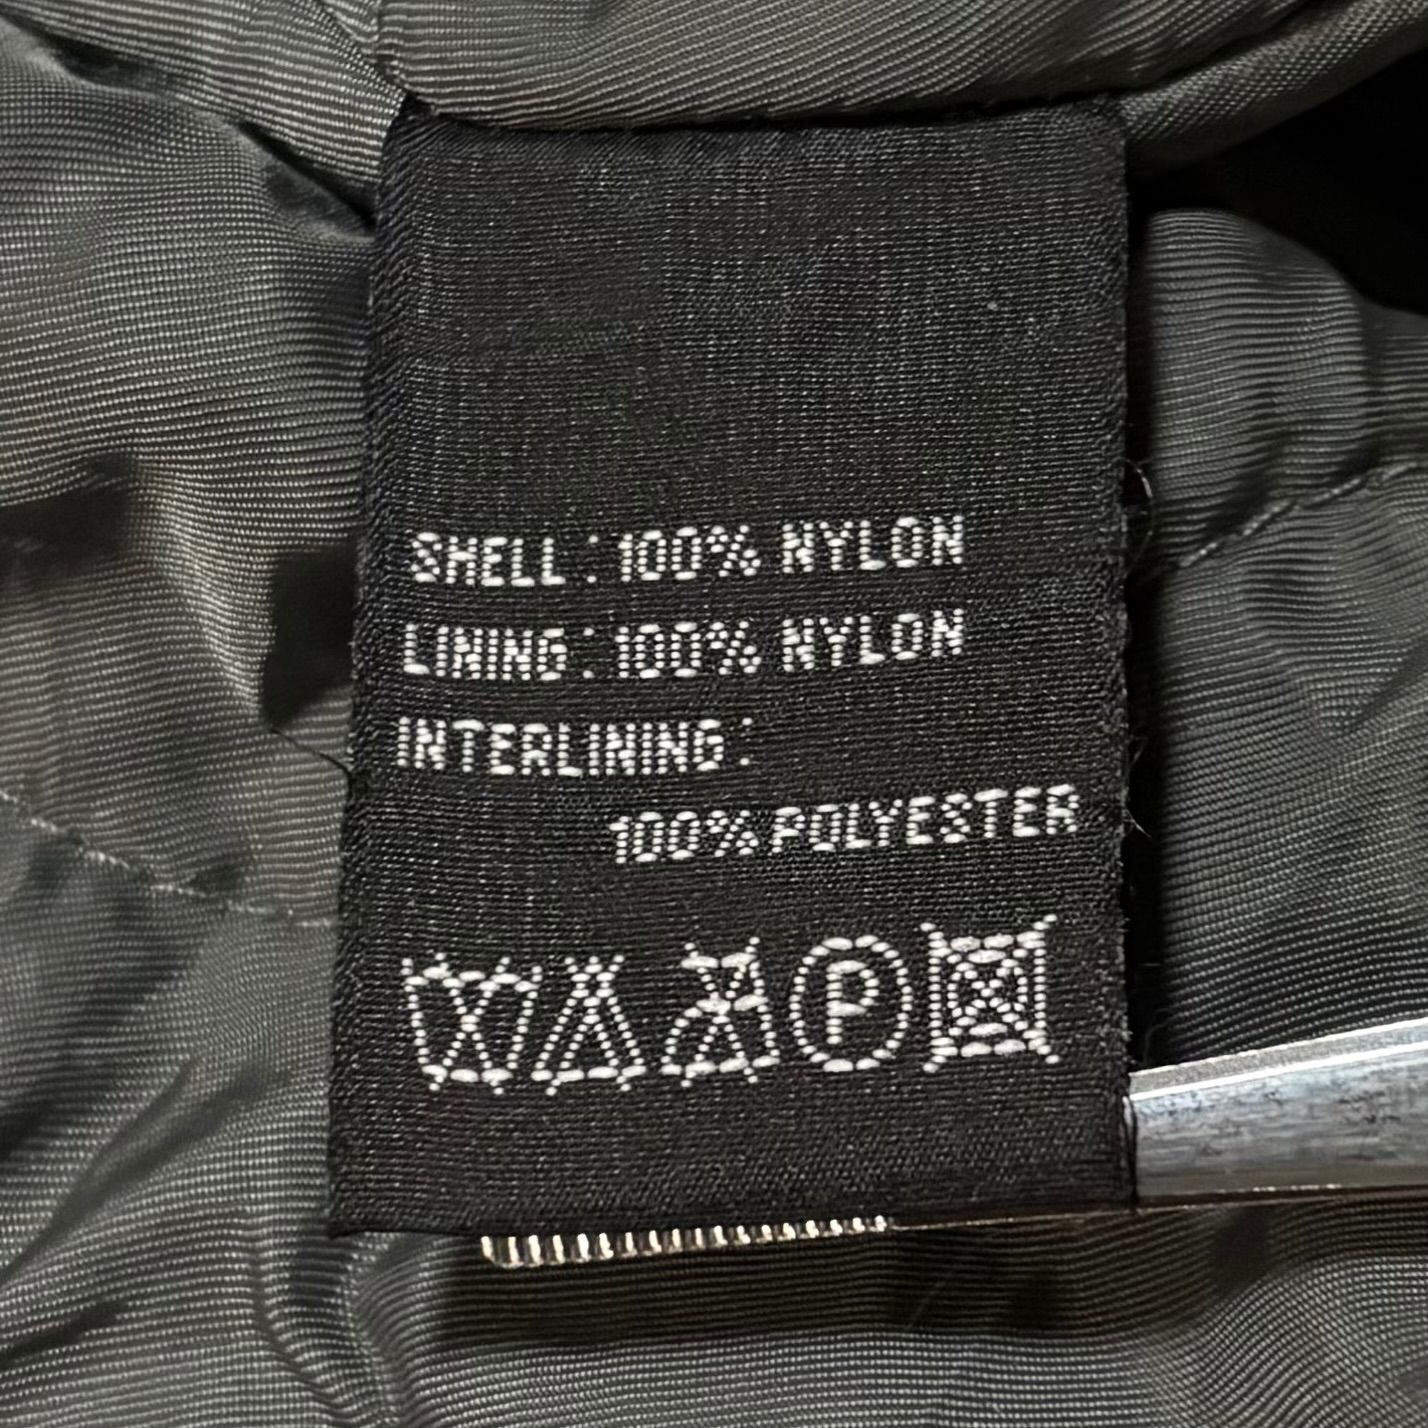 SHELL : 100% NYLON
LINING : 100% NYLON
INTERLINING :
100% POLYESTER
P